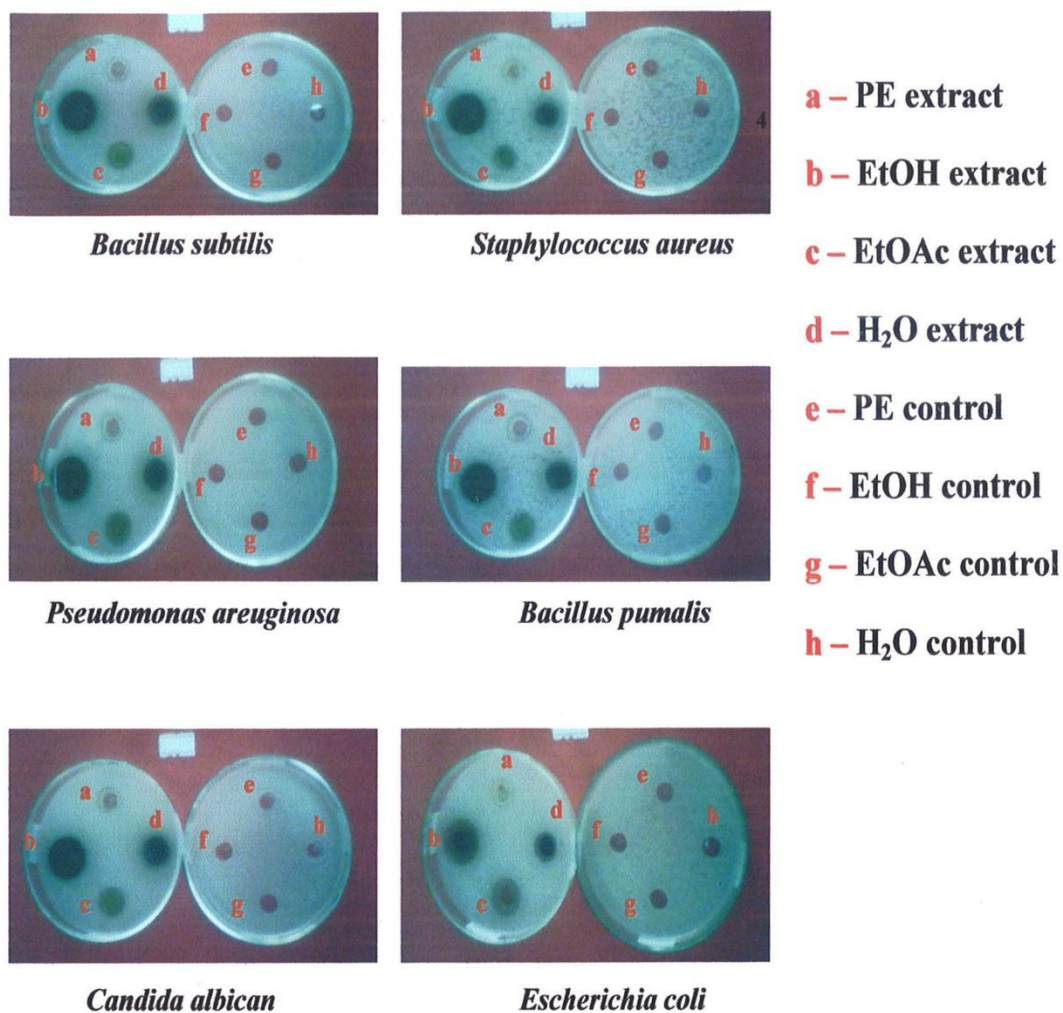 a
b
c
d
e
f
g
h
Bacillus subtilis
a
b
c
d
e
f
g
h
4
Staphylococcus aureus
a – PE extract
b – EtOH extract
c – EtOAc extract
d – H₂O extract
e – PE control
f – EtOH control
g – EtOAc control
h – H₂O control
a
b
c
d
e
f
g
h
Pseudomonas areuginosa
a
b
c
d
e
f
g
h
Bacillus pumalis
a
b
c
d
e
f
g
h
Candida albican
a
b
c
d
e
f
g
h
Escherichia coli